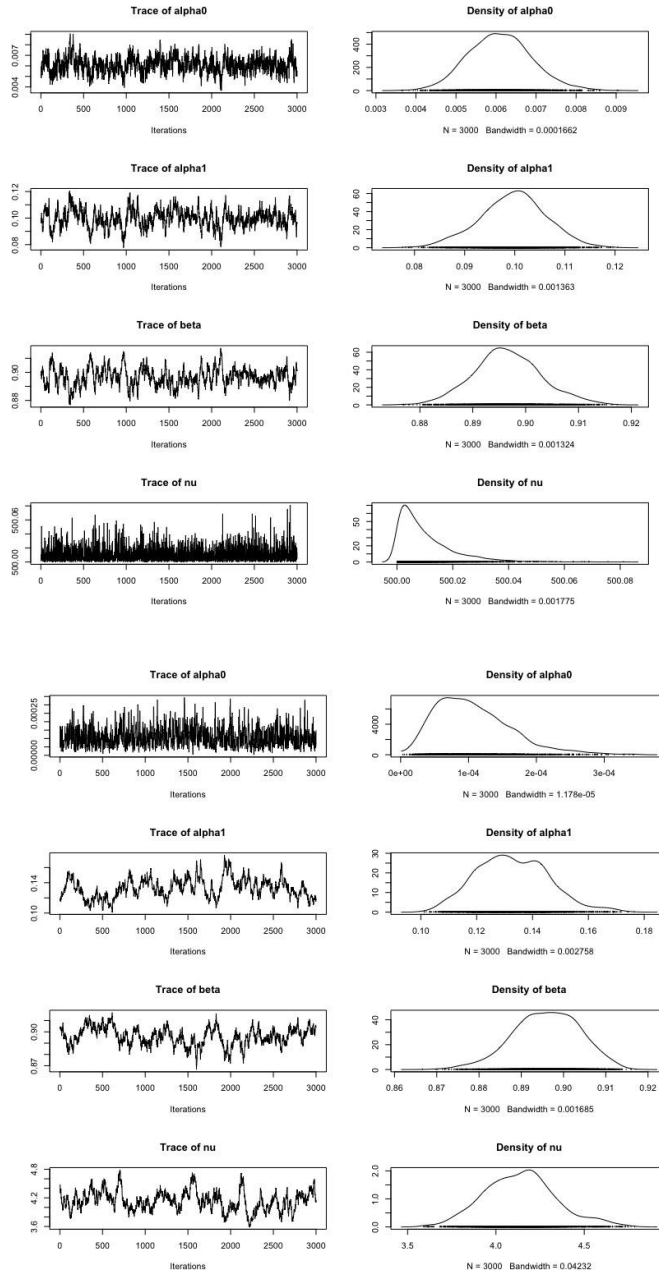 Trace of alpha0
Density of alpha0
0.004 0.007
0 500 1000 1500 2000 2500 3000
Iterations
0 200 400
0.003 0.004 0.005 0.006 0.007 0.008 0.009
N = 3000 Bandwidth = 0.0001662
Trace of alpha1
Density of alpha1
0.08 0.10 0.12
0 500 1000 1500 2000 2500 3000
Iterations
0 20 40 60
0.08 0.09 0.10 0.11 0.12
N = 3000 Bandwidth = 0.001363
Trace of beta
Density of beta
0.88 0.90
0 500 1000 1500 2000 2500 3000
Iterations
0 20 40 60
0.88 0.89 0.90 0.91 0.92
N = 3000 Bandwidth = 0.001324
Trace of nu
Density of nu
500.00 500.06
0 500 1000 1500 2000 2500 3000
Iterations
0 20 50
500.00 500.02 500.04 500.06 500.08
N = 3000 Bandwidth = 0.001775
Trace of alpha0
Density of alpha0
0.00000 0.00025
0 500 1000 1500 2000 2500 3000
Iterations
0 4000
0e+00 1e-04 2e-04 3e-04
N = 3000 Bandwidth = 1.178e-05
Trace of alpha1
Density of alpha1
0.10 0.14
0 500 1000 1500 2000 2500 3000
Iterations
0 10 20 30
0.10 0.12 0.14 0.16 0.18
N = 3000 Bandwidth = 0.002758
Trace of beta
Density of beta
0.87 0.90
0 500 1000 1500 2000 2500 3000
Iterations
0 20 40
0.86 0.87 0.88 0.89 0.90 0.91 0.92
N = 3000 Bandwidth = 0.001685
Trace of nu
Density of nu
3.6 4.2 4.8
0 500 1000 1500 2000 2500 3000
Iterations
0.0 1.0 2.0
3.5 4.0 4.5
N = 3000 Bandwidth = 0.04232